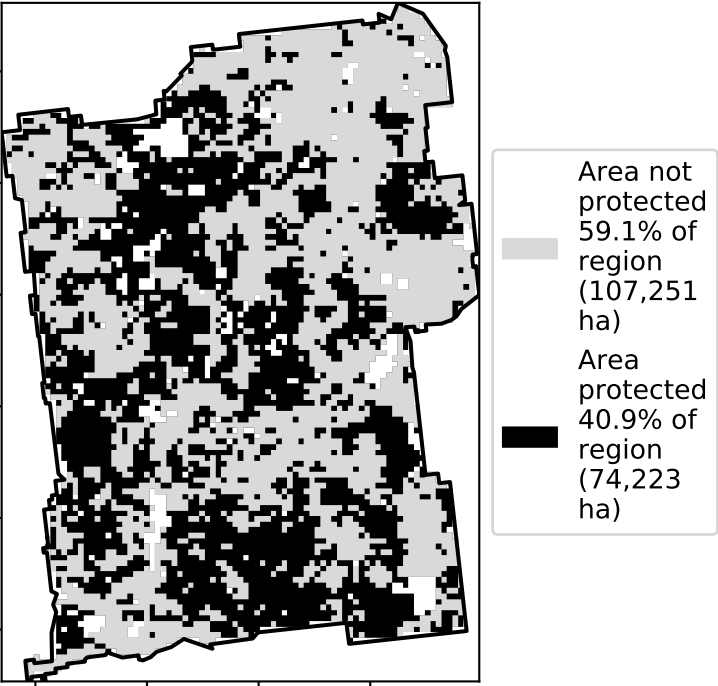 Area not
protected
59.1% of
region
(107,251
ha)
Area
protected
40.9% of
region
(74,223
ha)